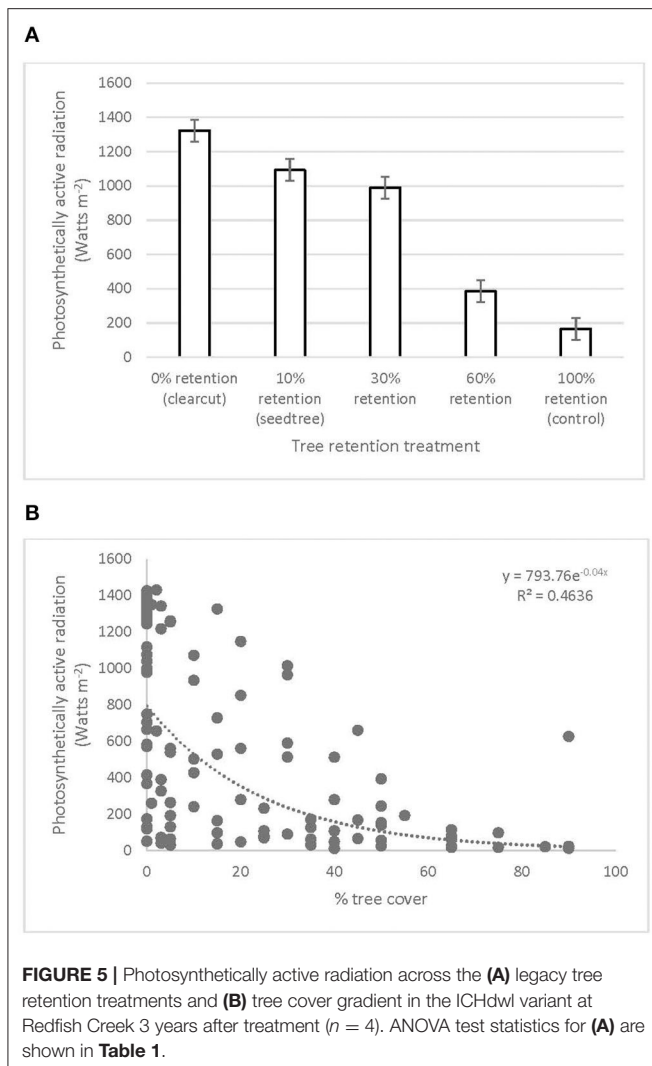 A
Photosynthetically active radiation
(Watts m-2)
1600
1400
1200
1000
800
600
400
200
0
0% retention
(clearcut)
10%
retention
(seedtree)
30%
retention
60%
retention
100%
retention
(control)
Tree retention treatment
B
Photosynthetically active radiation
(Watts m-2)
1600
1400
1200
1000
800
600
400
200
0
y = 793.76e-0.04x
R² = 0.4636
0
20
40
60
80
100
% tree cover
FIGURE 5 | Photosynthetically active radiation across the (A) legacy tree
retention treatments and (B) tree cover gradient in the ICHdwl variant at
Redfish Creek 3 years after treatment (n = 4). ANOVA test statistics for (A) are
shown in Table 1.